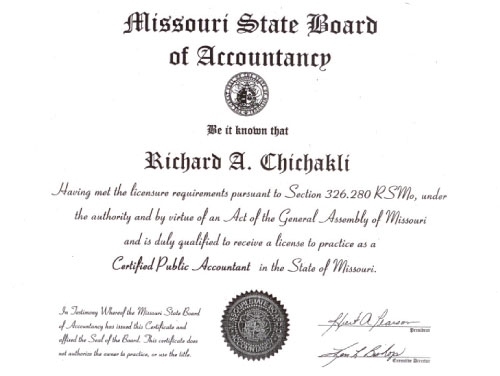 Missouri State Board
of Accountancy
Be it known that
Richard A. Chichakli
Having met the licensure requirements pursuant to Section 326.280 RSMo, under
the authority and by virtue of an Act of the General Assembly of Missouri
and is duly qualified to receive a license to practice as a
Certified Public Accountant in the State of Missouri.
In Testimony Whereof the Missouri State Board
of Accountancy has issued this Certificate and
affixed the Seal of the Board. This certificate does
not authorize the owner to practice, or use the title.
President
Executive Director